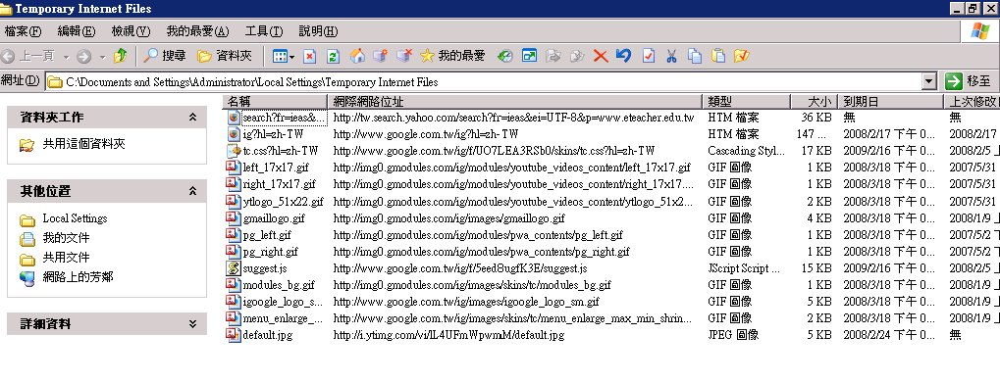 Temporary Internet Files
檔案(F) 編輯(E) 檢視(V) 我的最愛(A) 工具(T) 說明(H)
上一頁 搜尋 資料夾 我的最愛
網址(D) C:\Documents and Settings\Administrator\Local Settings\Temporary Internet Files 移至
資料夾工作
共用這個資料夾
其他位置
Local Settings
我的文件
共用文件
網路上的芳鄰
詳細資料
名稱 網際網路位址 類型 大小 到期日 上次修改
search?fr=ieas&... http://tw.search.yahoo.com/search?fr=ieas&ei=UTF-8&p=www.eteacher.edu.tw HTM 檔案 36 KB 無 無
ig?hl=zh-TW http://www.google.com.tw/ig?hl=zh-TW HTM 檔案 147 ... 2008/2/17 下午 0... 2008/2/17
tc.css?hl=zh-TW http://www.google.com.tw/ig/f/UO7LEA3RSb0/skins/tc.css?hl=zh-TW Cascading Styl... 17 KB 2009/2/16 下午 0... 2008/2/5 上
left_17x17.gif http://img0.gmodules.com/ig/modules/youtube_videos_content/left_17x17.gif GIF 圖像 1 KB 2008/3/18 下午 0... 2007/5/31
right_17x17.gif http://img0.gmodules.com/ig/modules/youtube_videos_content/right_17x17.... GIF 圖像 1 KB 2008/3/18 下午 0... 2007/5/31
ytlogo_51x22.gif http://img0.gmodules.com/ig/modules/youtube_videos_content/ytlogo_51x2... GIF 圖像 2 KB 2008/3/18 下午 0... 2007/5/31
gmaillogo.gif http://img0.gmodules.com/ig/images/gmaillogo.gif GIF 圖像 4 KB 2008/3/18 下午 0... 2008/1/9 上
pg_left.gif http://img0.gmodules.com/ig/modules/pwa_contents/pg_left.gif GIF 圖像 1 KB 2008/3/18 下午 0... 2007/5/2 下
pg_right.gif http://img0.gmodules.com/ig/modules/pwa_contents/pg_right.gif GIF 圖像 1 KB 2008/3/18 下午 0... 2007/5/2
suggest.js http://www.google.com.tw/ig/f/5eed8ugfK3E/suggest.js JScript Script ... 15 KB 2009/2/16 下午 0... 2008/2/5 上
modules_bg.gif http://img0.gmodules.com/ig/images/skins/tc/modules_bg.gif GIF 圖像 1 KB 2008/3/18 下午 0... 2008/1/9 上
igoogle_logo_s... http://www.google.com.tw/ig/images/igoogle_logo_sm.gif GIF 圖像 5 KB 2008/3/18 下午 0... 2008/1/9 上
menu_enlarge_... http://www.google.com.tw/ig/images/skins/tc/menu_enlarge_max_min_shrin... GIF 圖像 2 KB 2008/3/18 下午 0... 2008/1/9 上
default.jpg http://i.ytimg.com/vi/lL4UFmWpwmM/default.jpg JPEG 圖像 5 KB 2008/2/24 下午 0... 無